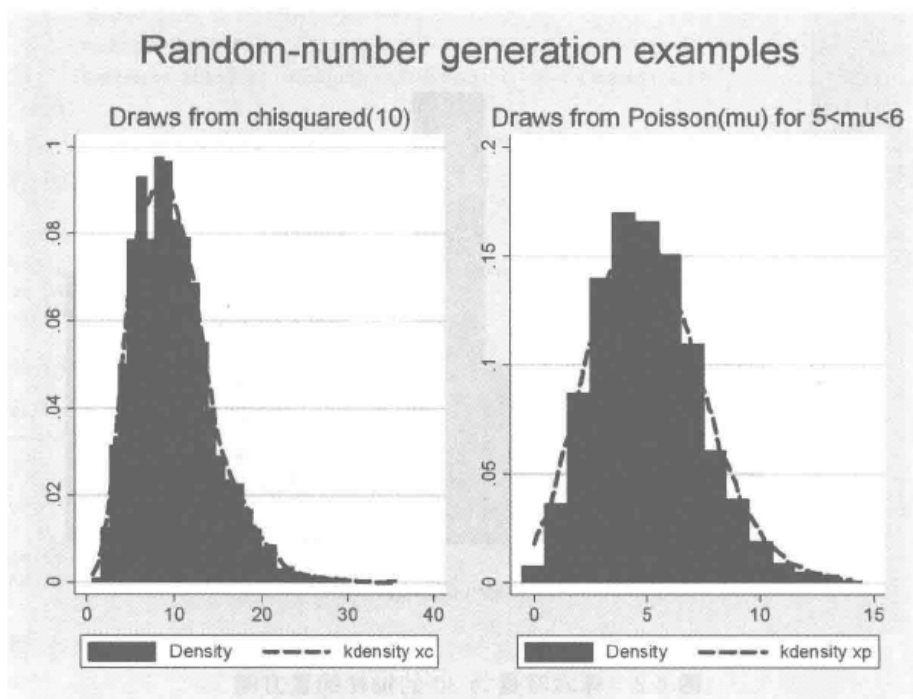 Random-number generation examples
Draws from chisquared(10)
.1
.08
.06
.04
.02
0
0 10 20 30 40
Density kdensity xc
Draws from Poisson(mu) for 5<mu<6
.2
.15
.1
.05
0
0 5 10 15
Density kdensity xp